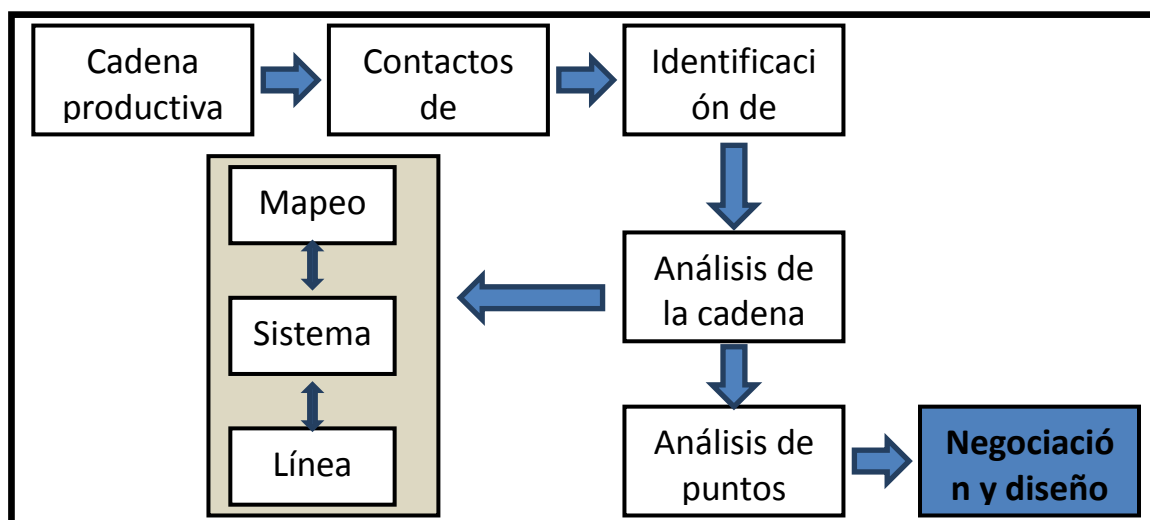 Cadena
productiva
Contactos
de
Identificaci
ón de
Mapeo
Sistema
Línea
Análisis de
la cadena
Análisis de
puntos
Negociació
n y diseño